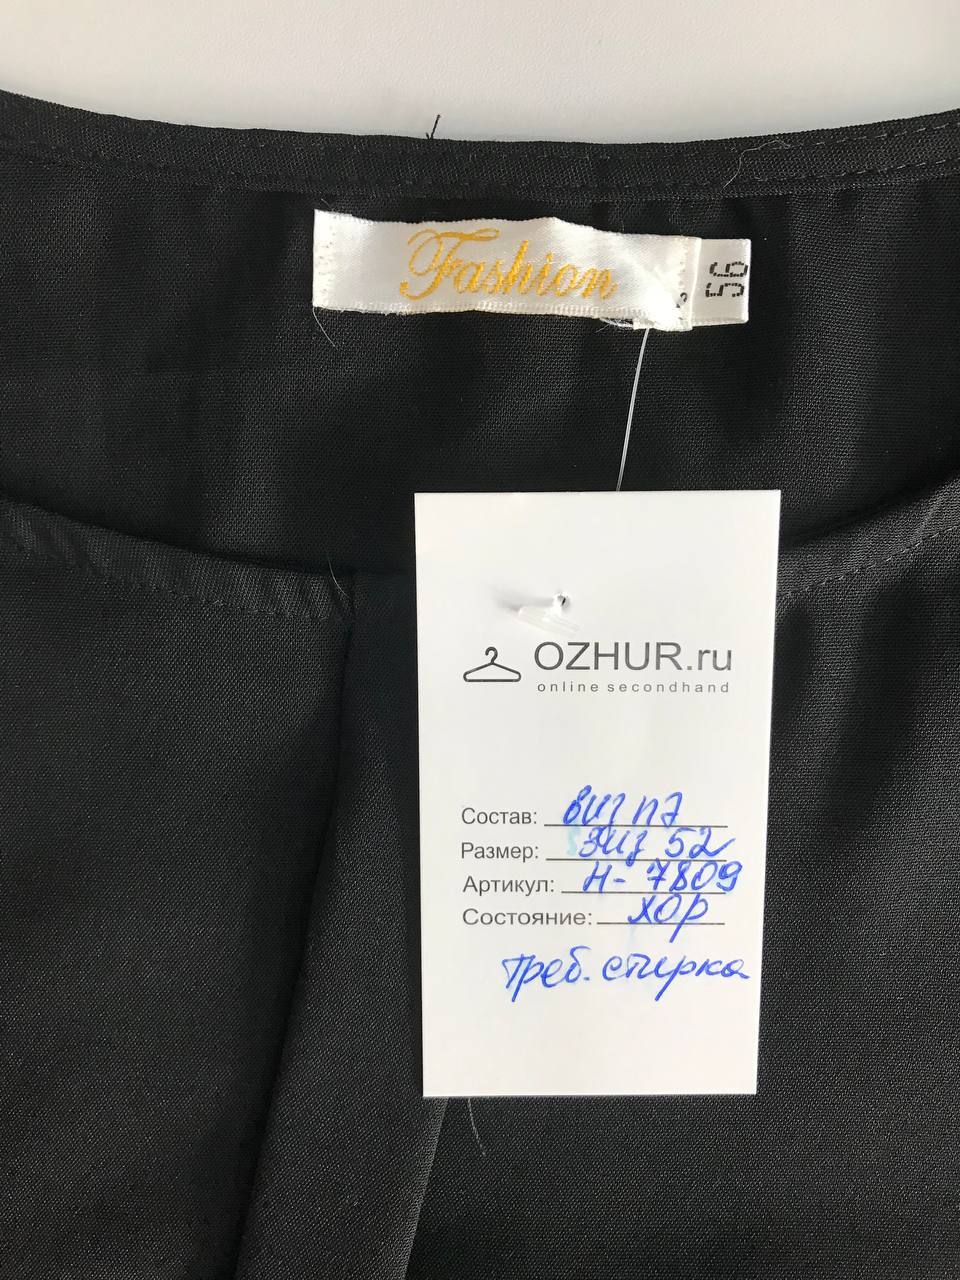 Fashion
56
OZHUR.ru
online secondhand
Состав: виз пэ
Размер: виз 52
Артикул: Н- 7809
Состояние: хор
треб. стирка